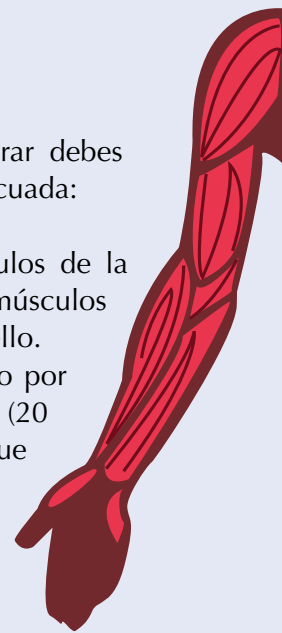 rar debes
cuada:
ulos de la
músculos
llo.
o por
(20
ue